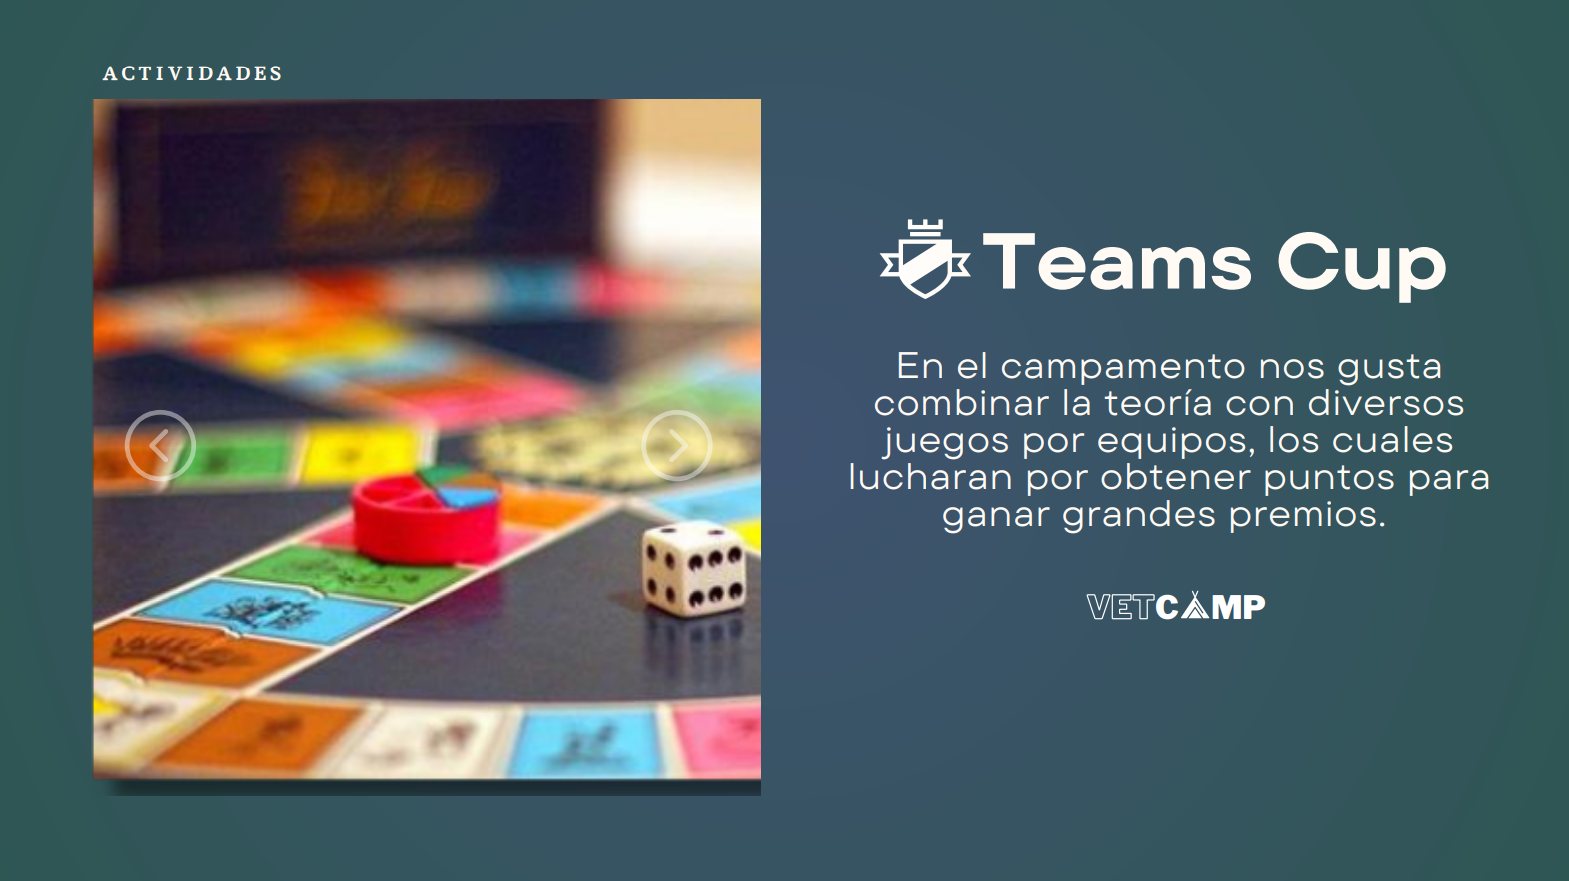 ACTIVIDADES
Teams Cup
En el campamento nos gusta
combinar la teoría con diversos
juegos por equipos, los cuales
lucharan por obtener puntos para
ganar grandes premios.
VETCAMP